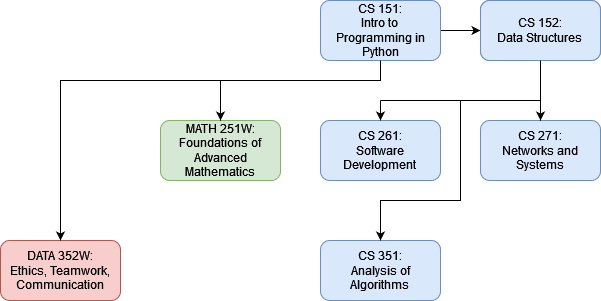 CS 151:
Intro to
Programming in
Python
CS 152:
Data Structures
MATH 251W:
Foundations of
Advanced
Mathematics
CS 261:
Software
Development
CS 271:
Networks and
Systems
DATA 352W:
Ethics, Teamwork,
Communication
CS 351:
Analysis of
Algorithms